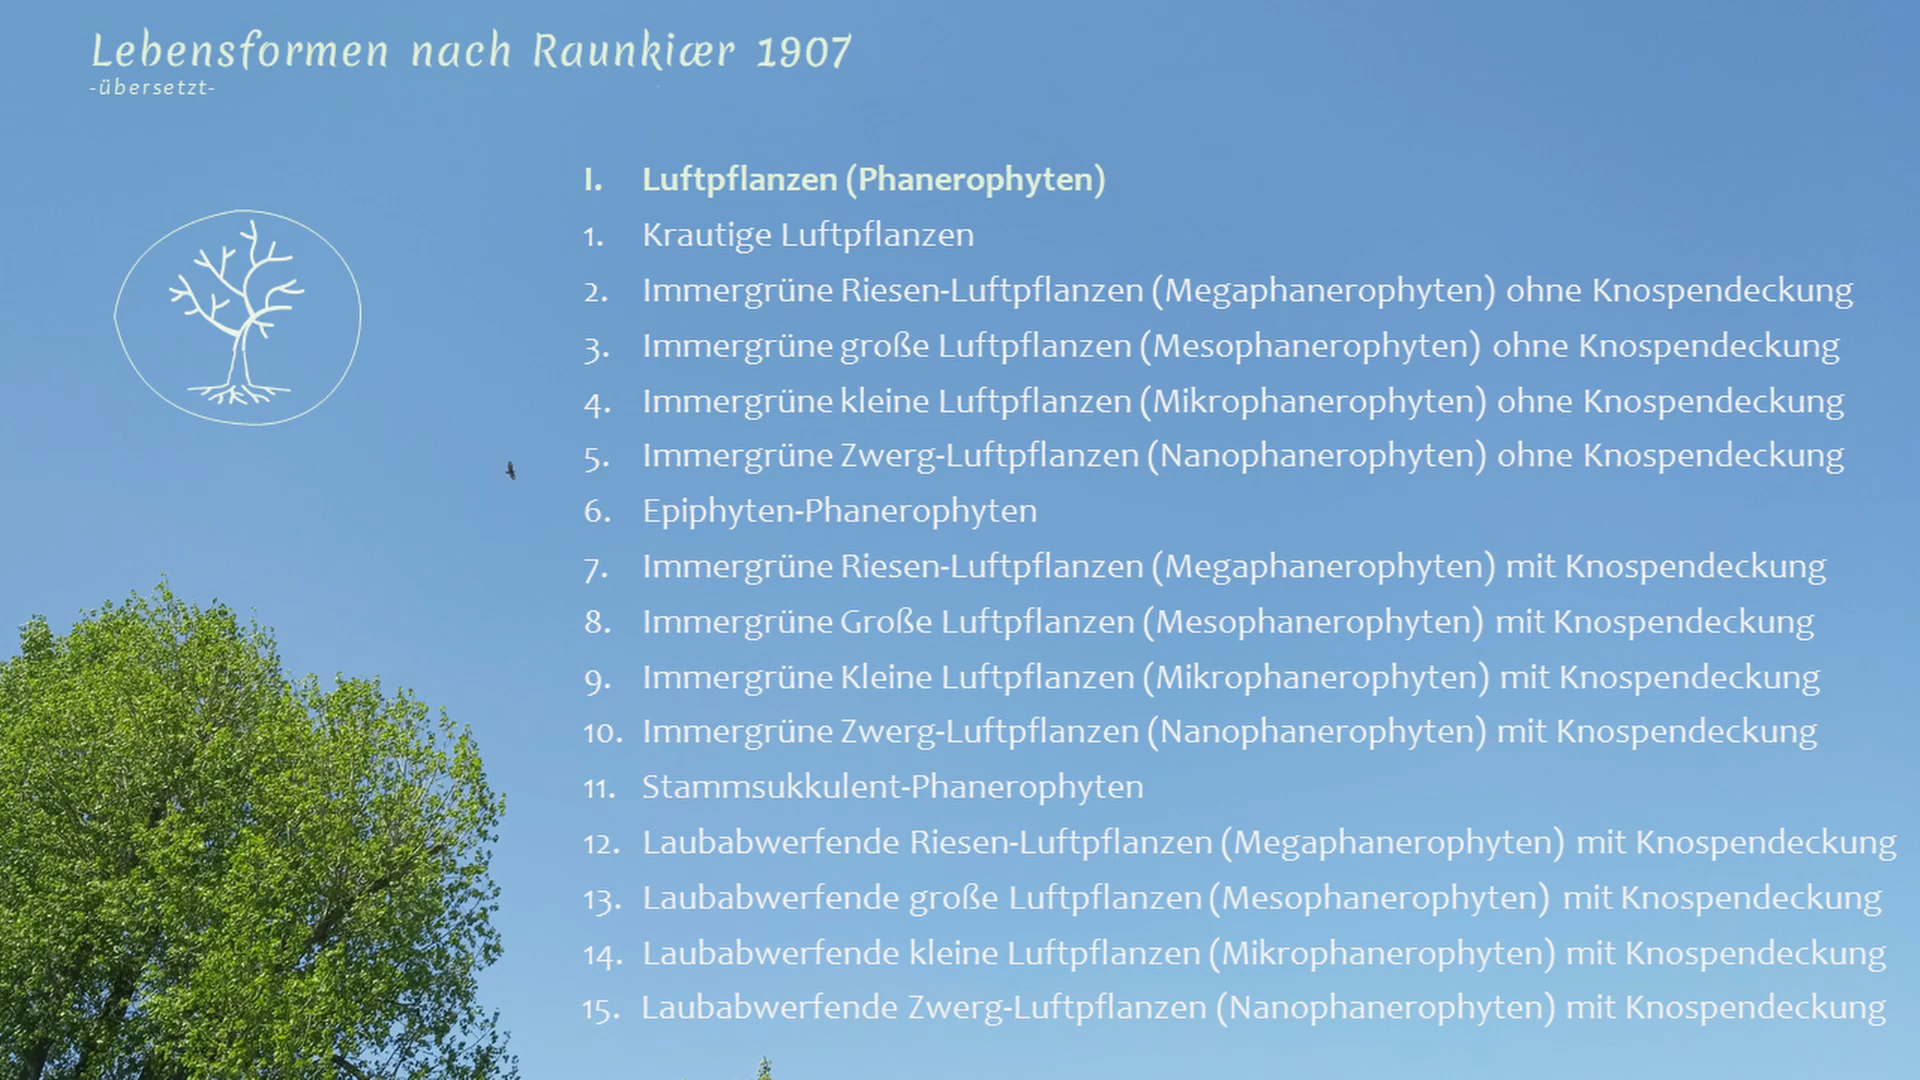 Lebensformen nach Raunkiær 1907
-übersetzt-
I. Luftpflanzen (Phanerophyten)
1. Krautige Luftpflanzen
2. Immergrüne Riesen-Luftpflanzen (Megaphanerophyten) ohne Knospendeckung
3. Immergrüne große Luftpflanzen (Mesophanerophyten) ohne Knospendeckung
4. Immergrüne kleine Luftpflanzen (Mikrophanerophyten) ohne Knospendeckung
5. Immergrüne Zwerg-Luftpflanzen (Nanophanerophyten) ohne Knospendeckung
6. Epiphyten-Phanerophyten
7. Immergrüne Riesen-Luftpflanzen (Megaphanerophyten) mit Knospendeckung
8. Immergrüne Große Luftpflanzen (Mesophanerophyten) mit Knospendeckung
9. Immergrüne Kleine Luftpflanzen (Mikrophanerophyten) mit Knospendeckung
10. Immergrüne Zwerg-Luftpflanzen (Nanophanerophyten) mit Knospendeckung
11. Stammsukkulent-Phanerophyten
12. Laubabwerfende Riesen-Luftpflanzen (Megaphanerophyten) mit Knospendeckung
13. Laubabwerfende große Luftpflanzen (Mesophanerophyten) mit Knospendeckung
14. Laubabwerfende kleine Luftpflanzen (Mikrophanerophyten) mit Knospendeckung
15. Laubabwerfende Zwerg-Luftpflanzen (Nanophanerophyten) mit Knospendeckung